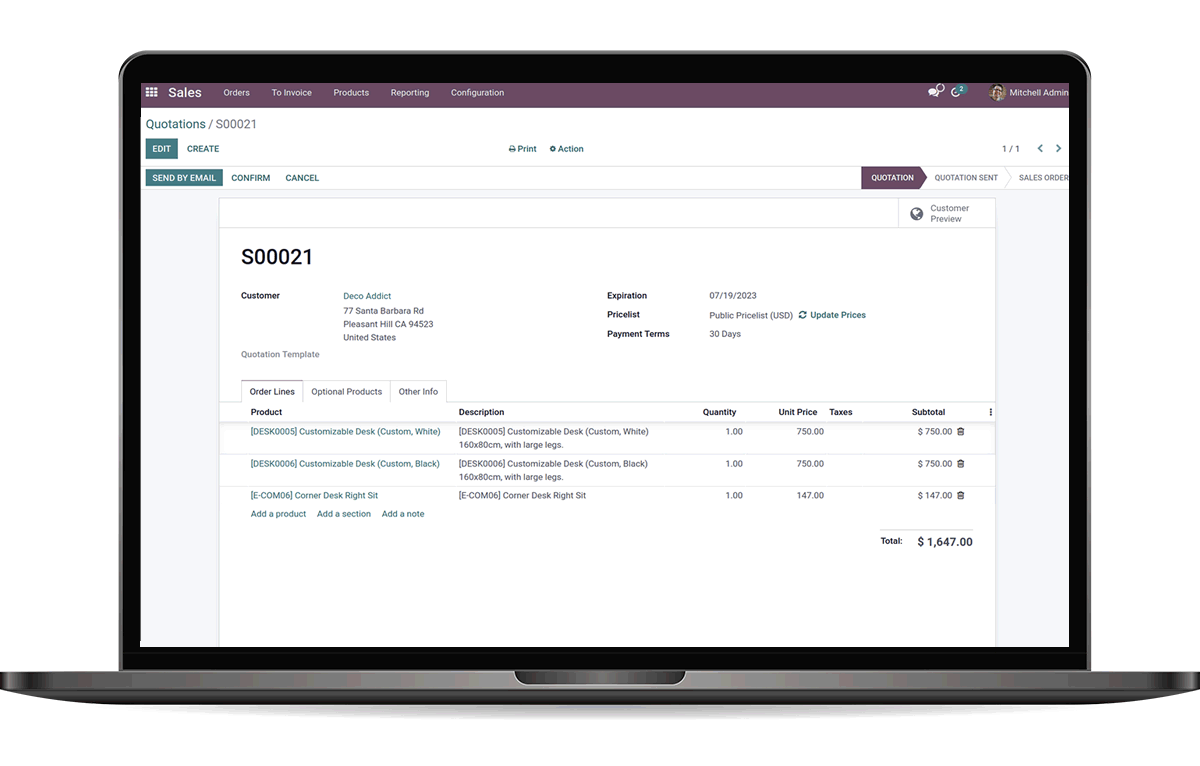 Sales Orders To Invoice Products Reporting Configuration 2 Mitchell Admin
Quotations / S00021
EDIT CREATE Print Action 1 / 1
SEND BY EMAIL CONFIRM CANCEL QUOTATION QUOTATION SENT SALES ORDER
Customer
Preview
S00021
Customer Deco Addict Expiration 07/19/2023
77 Santa Barbara Rd Pricelist Public Pricelist (USD) Update Prices
Pleasant Hill CA 94523 Payment Terms 30 Days
United States
Quotation Template
Order Lines Optional Products Other Info
Product Description Quantity Unit Price Taxes Subtotal
[DESK0005] Customizable Desk (Custom, White) [DESK0005] Customizable Desk (Custom, White) 1.00 750.00 $ 750.00
160x80cm, with large legs.
[DESK0006] Customizable Desk (Custom, Black) [DESK0006] Customizable Desk (Custom, Black) 1.00 750.00 $ 750.00
160x80cm, with large legs.
[E-COM06] Corner Desk Right Sit [E-COM06] Corner Desk Right Sit 1.00 147.00 $ 147.00
Add a product Add a section Add a note
Total: $ 1,647.00